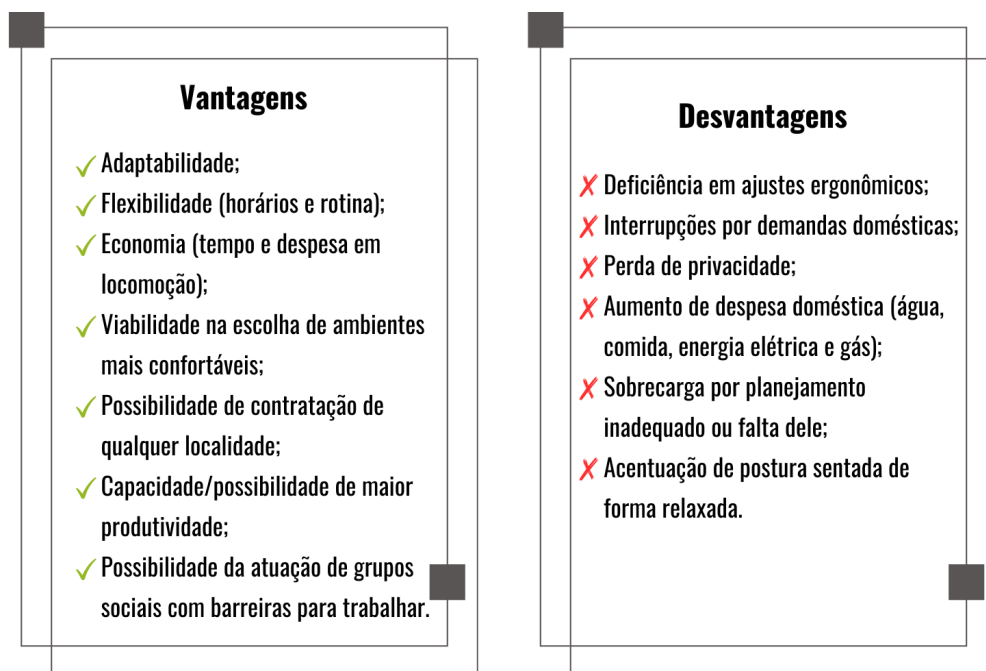 Vantagens
Adaptabilidade;
Flexibilidade (horários e rotina);
Economia (tempo e despesa em
locomoção);
Viabilidade na escolha de ambientes
mais confortáveis;
Possibilidade de contratação de
qualquer localidade;
Capacidade/possibilidade de maior
produtividade;
Possibilidade da atuação de grupos
sociais com barreiras para trabalhar.
Desvantagens
Deficiência em ajustes ergonômicos;
Interrupções por demandas domésticas;
Perda de privacidade;
Aumento de despesa doméstica (água,
comida, energia elétrica e gás);
Sobrecarga por planejamento
inadequado ou falta dele;
Acentuação de postura sentada de
forma relaxada.